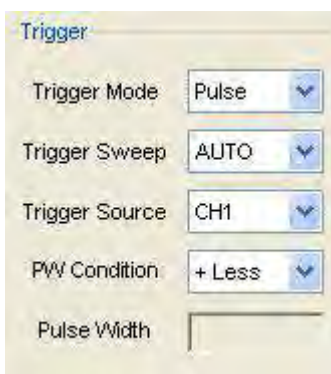 Trigger
Trigger Mode Pulse
Trigger Sweep AUTO
Trigger Source CH1
PW Condition + Less
Pulse Width